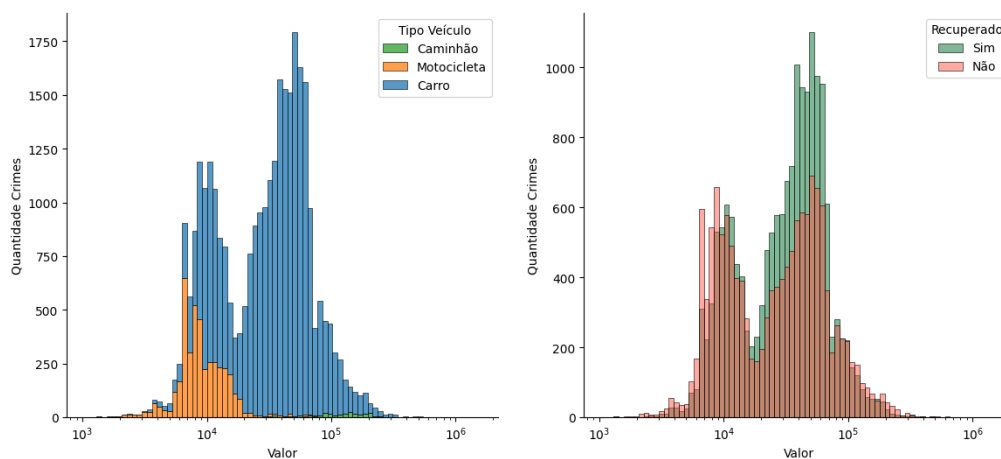 Tipo Veículo
Caminhão
Motocicleta
Carro
Quantidade Crimes
1750
1500
1250
1000
750
500
250
0
10³
10⁴
10⁵
10⁶
Valor
Recuperado
Sim
Não
Quantidade Crimes
1000
800
600
400
200
0
10³
10⁴
10⁵
10⁶
Valor